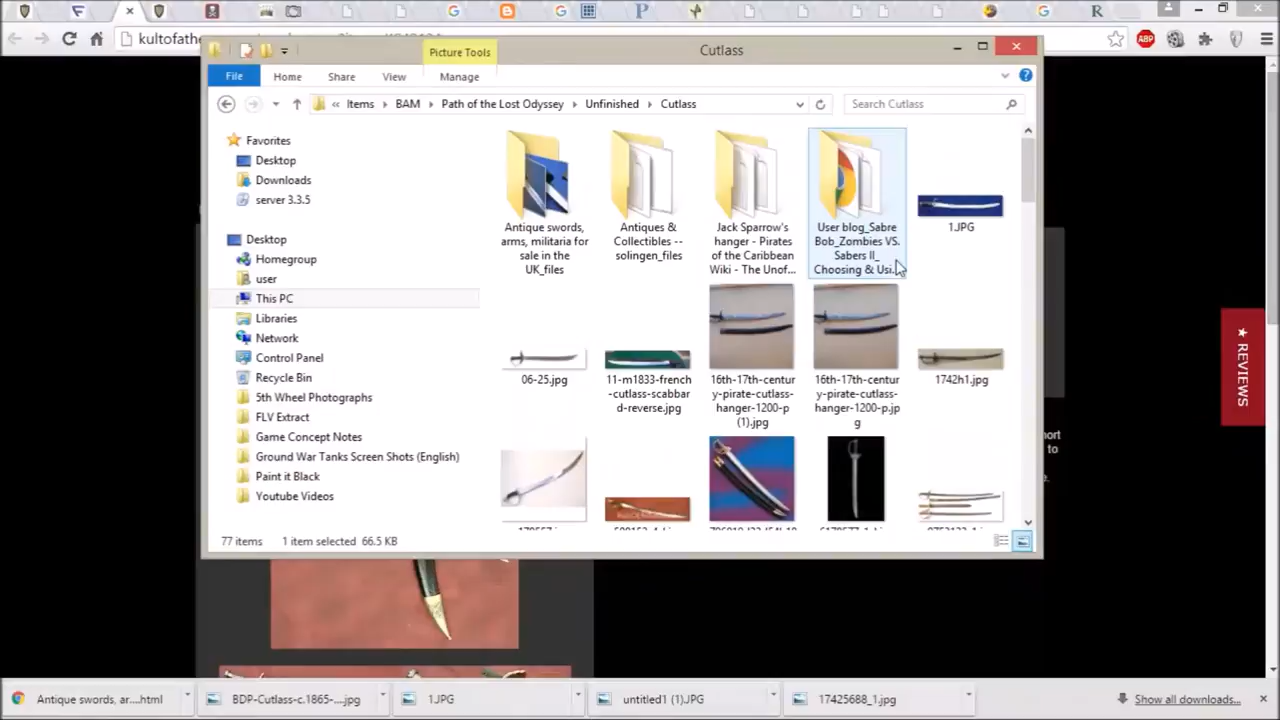 kultofath
Picture Tools
Cutlass
File
Home
Share
View
Manage
« Items BAM Path of the Lost Odyssey Unfinished Cutlass
Search Cutlass
Favorites
Desktop
Downloads
server 3.3.5
Desktop
Homegroup
user
This PC
Libraries
Network
Control Panel
Recycle Bin
5th Wheel Photographs
FLV Extract
Game Concept Notes
Ground War Tanks Screen Shots (English)
Paint it Black
Youtube Videos
Antique swords,
arms, militaria for
sale in the
UK_files
Antiques &
Collectibles --
solingen_files
Jack Sparrow's
hanger - Pirates
of the Caribbean
Wiki - The Unof...
User blog_Sabre
Bob_Zombies VS.
Sabers II_
Choosing & Usi...
1.JPG
06-25.jpg
11-m1833-french
-cutlass-scabbar
d-reverse.jpg
16th-17th-centur
y-pirate-cutlass-
hanger-1200-p
(1).jpg
16th-17th-centur
y-pirate-cutlass-
hanger-1200-p.jp
g
1742h1.jpg
77 items 1 item selected 66.5 KB
ABP
★ REVIEWS
hort
to
e.
Antique swords, ar....html
BDP-Cutlass-c.1865-....jpg
1.JPG
untitled1 (1).JPG
17425688_1.jpg
Show all downloads...